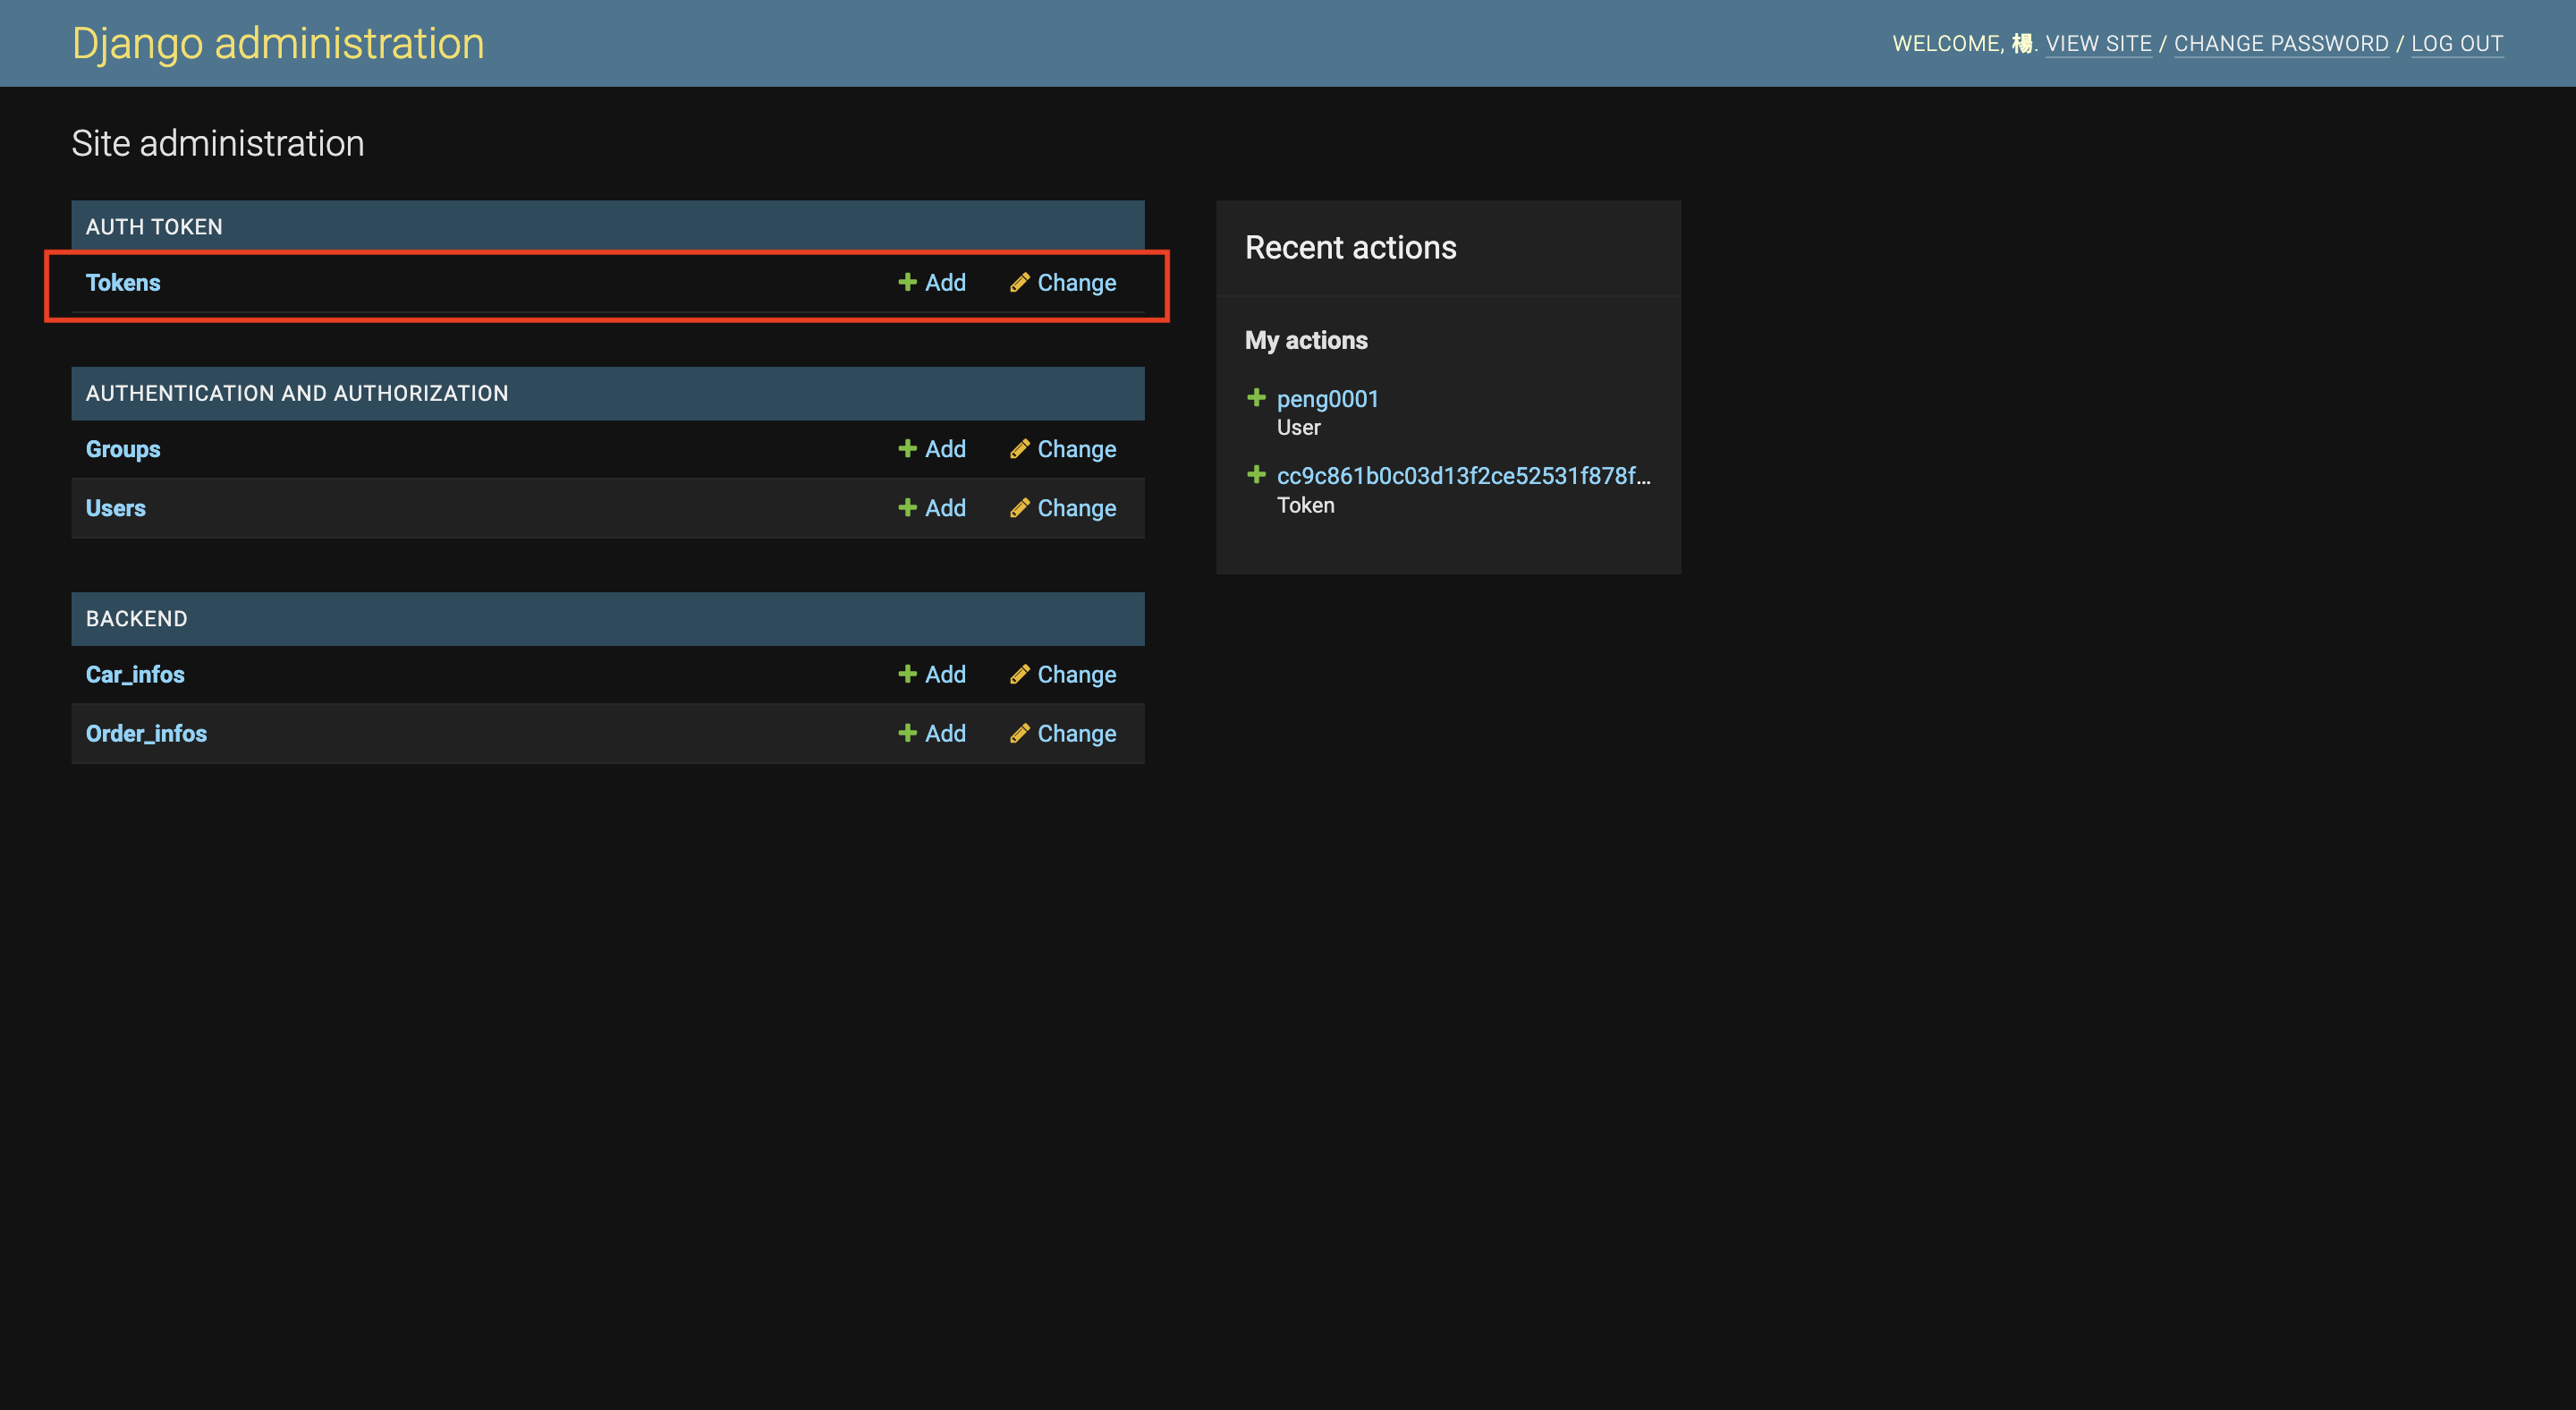 Django administration
WELCOME, 楊. VIEW SITE / CHANGE PASSWORD / LOG OUT
Site administration
AUTH TOKEN
Tokens Add Change
AUTHENTICATION AND AUTHORIZATION
Groups Add Change
Users Add Change
BACKEND
Car_infos Add Change
Order_infos Add Change
Recent actions
My actions
peng0001
User
cc9c861b0c03d13f2ce52531f878f…
Token